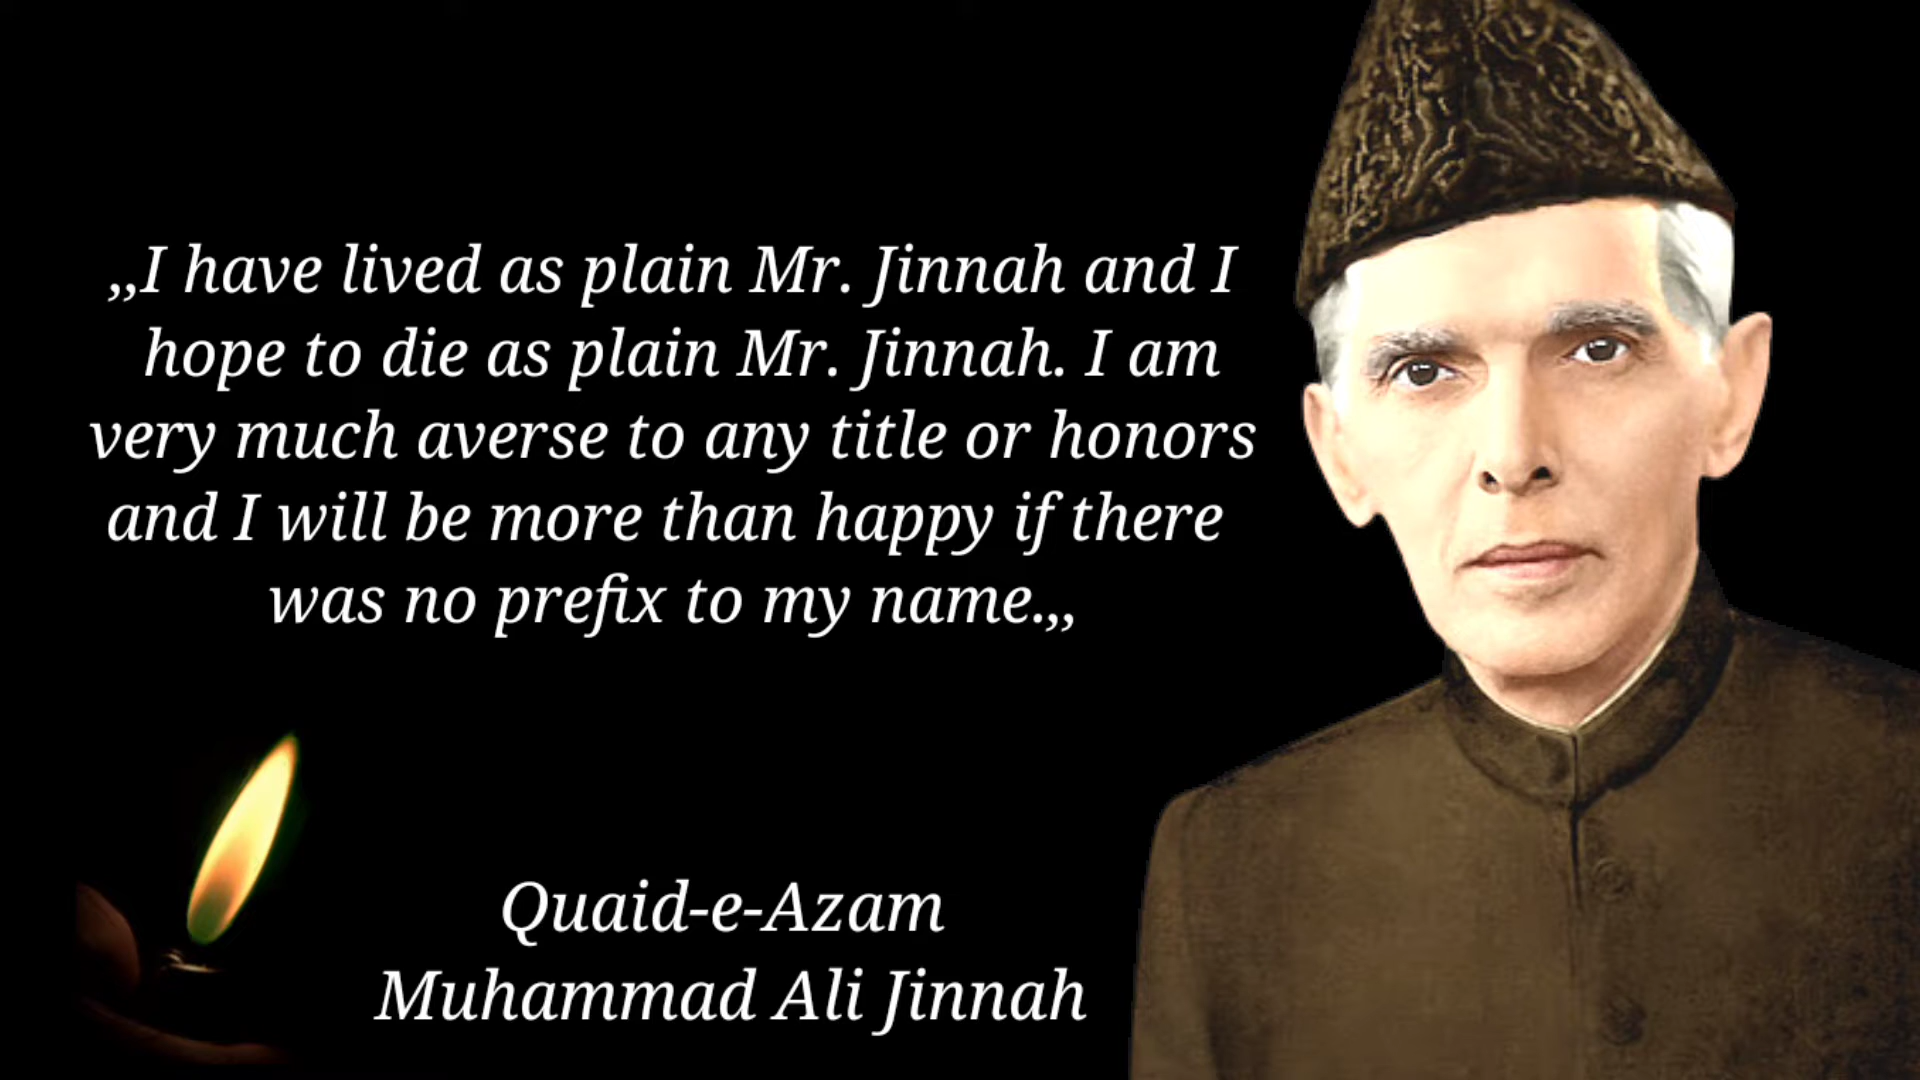 ,,I have lived as plain Mr. Jinnah and I
hope to die as plain Mr. Jinnah. I am
very much averse to any title or honors
and I will be more than happy if there
was no prefix to my name.,,
Quaid-e-Azam
Muhammad Ali Jinnah